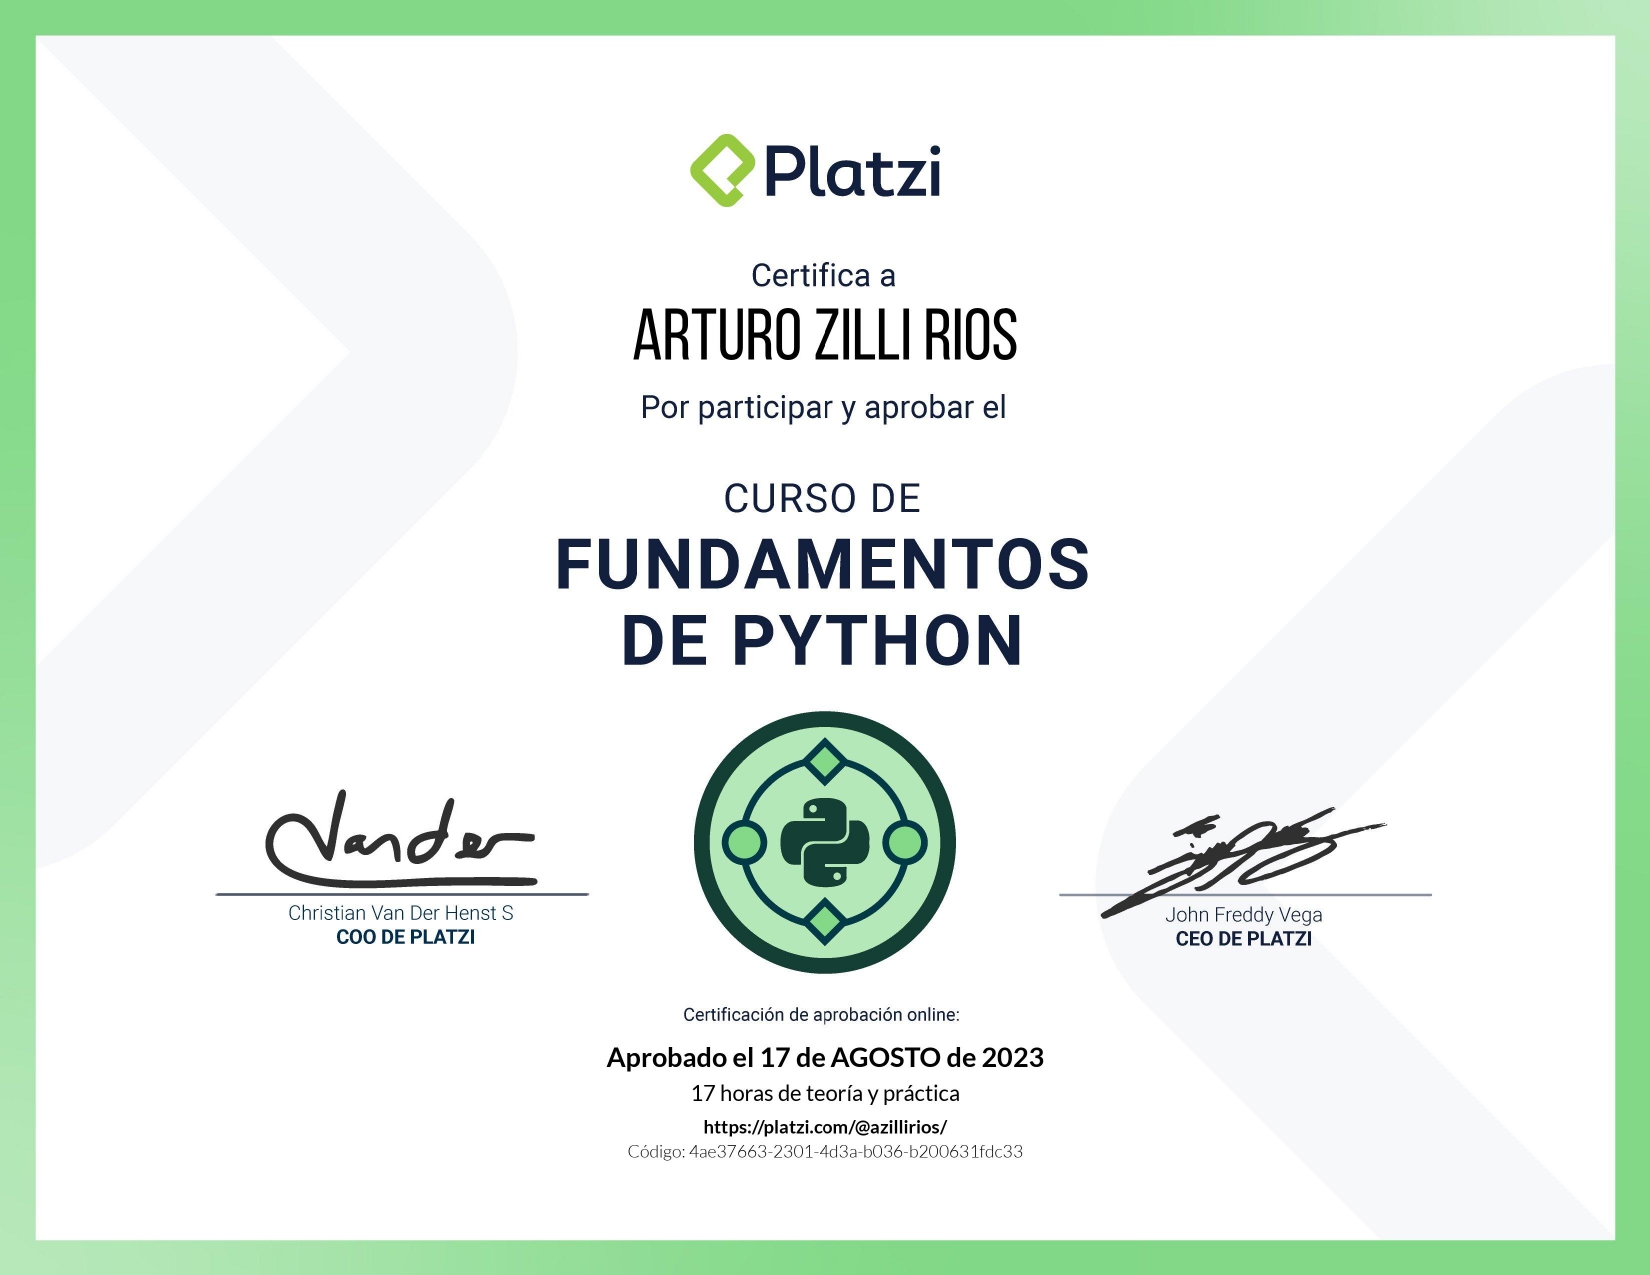 Platzi
Certifica a
ARTURO ZILLI RIOS
Por participar y aprobar el
CURSO DE
FUNDAMENTOS
DE PYTHON
Vander
Christian Van Der Henst S
COO DE PLATZI
John Freddy Vega
CEO DE PLATZI
Certificación de aprobación online:
Aprobado el 17 de AGOSTO de 2023
17 horas de teoría y práctica
https://platzi.com/@azillirios/
Código: 4ae37663-2301-4d3a-b036-b200631fdc33